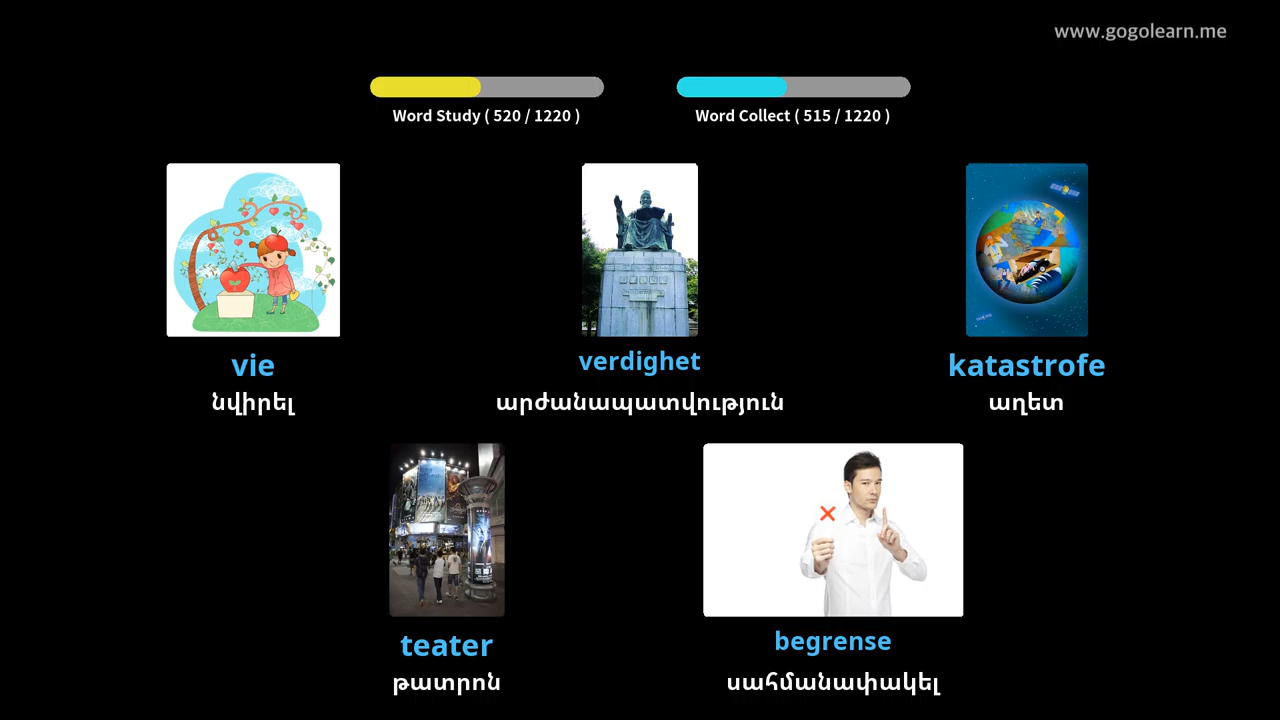 www.gogolearn.me
Word Study ( 520 / 1220 )
Word Collect ( 515 / 1220 )
vie
verdighet
katastrofe
նվիրել
արժանապատվություն
աղետ
teater
begrense
թատրոն
սահմանափակել